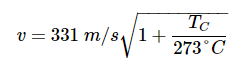 v = 331 m/s√(1 + T_C/273°C)